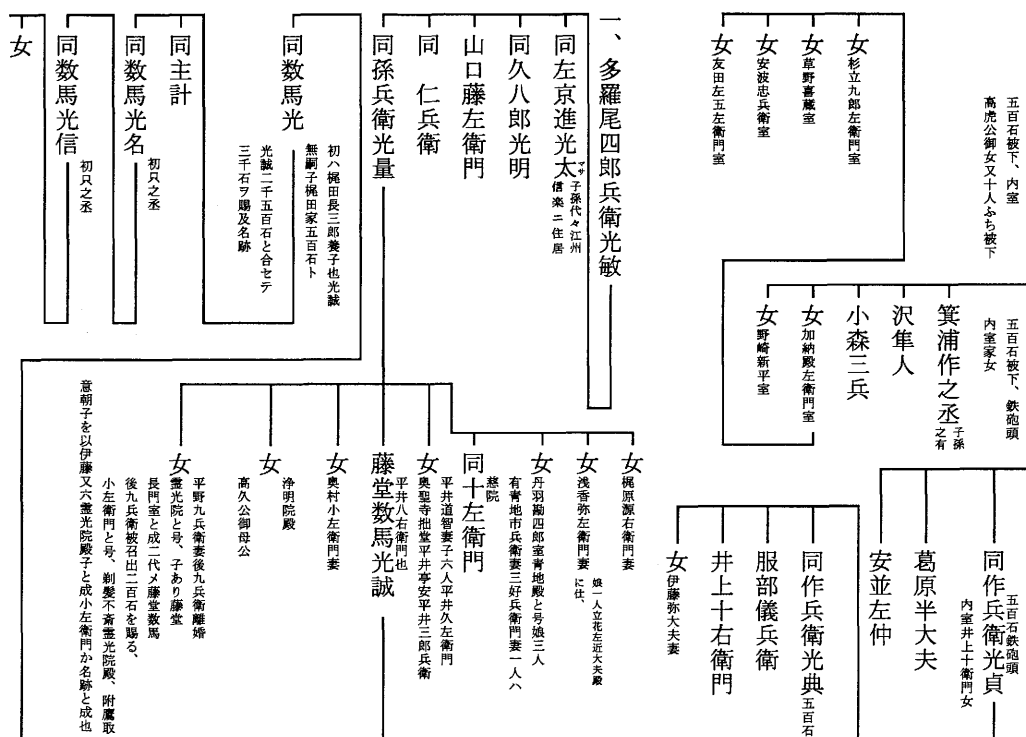 五百石被下、内室
高虎公御女又十人ふち被下
女 杉立九郎左衛門室
女 草野喜蔵室
女 安波忠兵衛室
女 友田左五左衛門室
五百石被下、鉄砲頭
内室家女
箕浦作之丞 子孫
之有
沢隼人
小森三兵
女 加納殿左衛門室
女 野崎新平室
五百石鉄砲頭
同作兵衛光貞
内室井上十衛門女
葛原半大夫
安並左仲
同作兵衛光典 五百石
服部儀兵衛
井上十右衛門
女 伊藤弥大夫妻
一、多羅尾四郎兵衛光敏
同左京進光太 マサ 子孫代々江州
信楽ニ住居
同久八郎光明
山口藤左衛門
同 仁兵衛
同孫兵衛光量
女 梶原源右衛門妻
女 浅香弥左衛門妻 娘一人立花左近大夫殿
に仕、
女 丹羽勘四郎室青地殿と号娘三人
有青地市兵衛妻三好兵衛門妻一人ハ
慈院
同十左衛門
平井道智妻子六人平井久左衛門
女 奥聖寺拙堂平井亭安平井三郎兵衛
平井八右衛門也
藤堂数馬光誠
女 奥村小左衛門妻
浄明院殿
女
高久公御母公
平野九兵衛妻後九兵衛離婚
女 霊光院と号、子あり藤堂
長門室と成二代メ藤堂数馬
後九兵衛被召出二百石を賜る、
小左衛門と号、剃髪不斎霊光院殿、附鷹取
意朝子を以伊藤又六霊光院殿子と成小左衛門か名跡と成也
初ハ梶田長三郎養子也光誠
無嗣子梶田家五百石ト
同数馬光
光誠二千五百石と合セテ
三千石ヲ賜及名跡
同主計
同数馬光名 初只之丞
同数馬光信 初只之丞
女